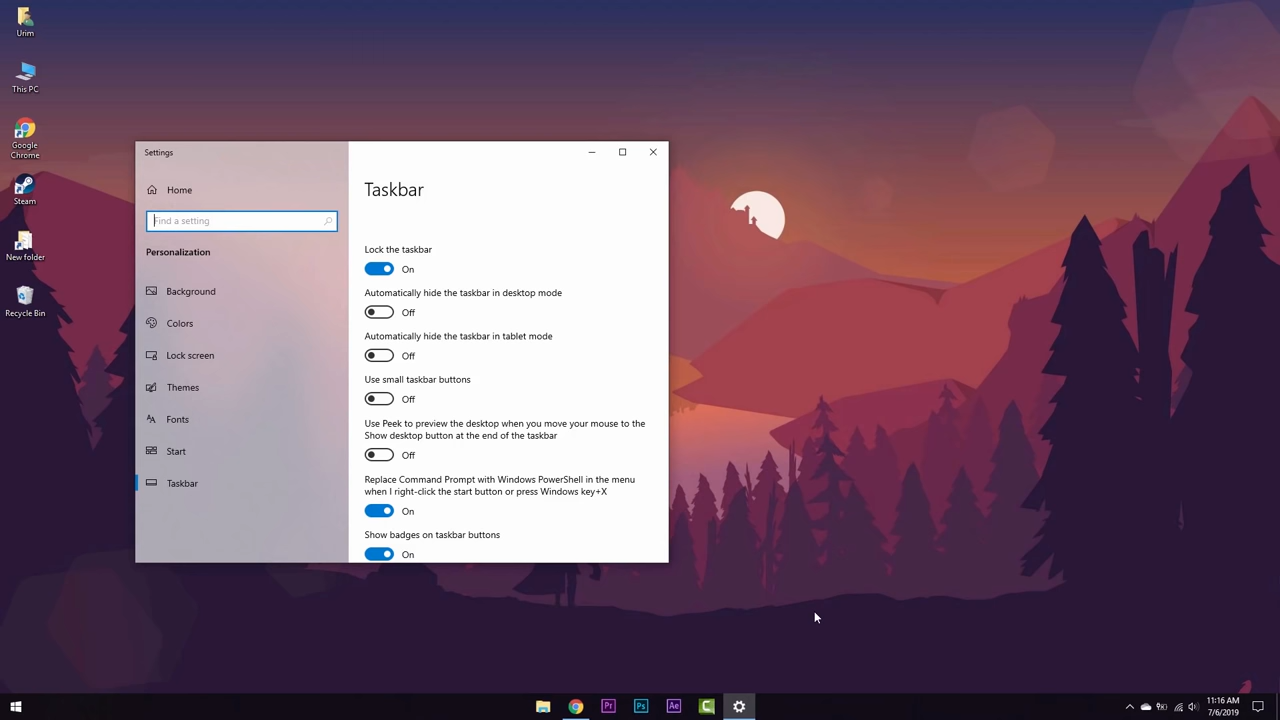 Urim
This PC
Google
Chrome
Steam
New folder
Recycle Bin
Settings
Home
Find a setting
Personalization
Background
Colors
Lock screen
Themes
Fonts
Start
Taskbar
Taskbar
Lock the taskbar
On
Automatically hide the taskbar in desktop mode
Off
Automatically hide the taskbar in tablet mode
Off
Use small taskbar buttons
Off
Use Peek to preview the desktop when you move your mouse to the
Show desktop button at the end of the taskbar
Off
Replace Command Prompt with Windows PowerShell in the menu
when I right-click the start button or press Windows key+X
On
Show badges on taskbar buttons
On
Pr
Ps
Ae
C
11:16 AM
7/6/2019